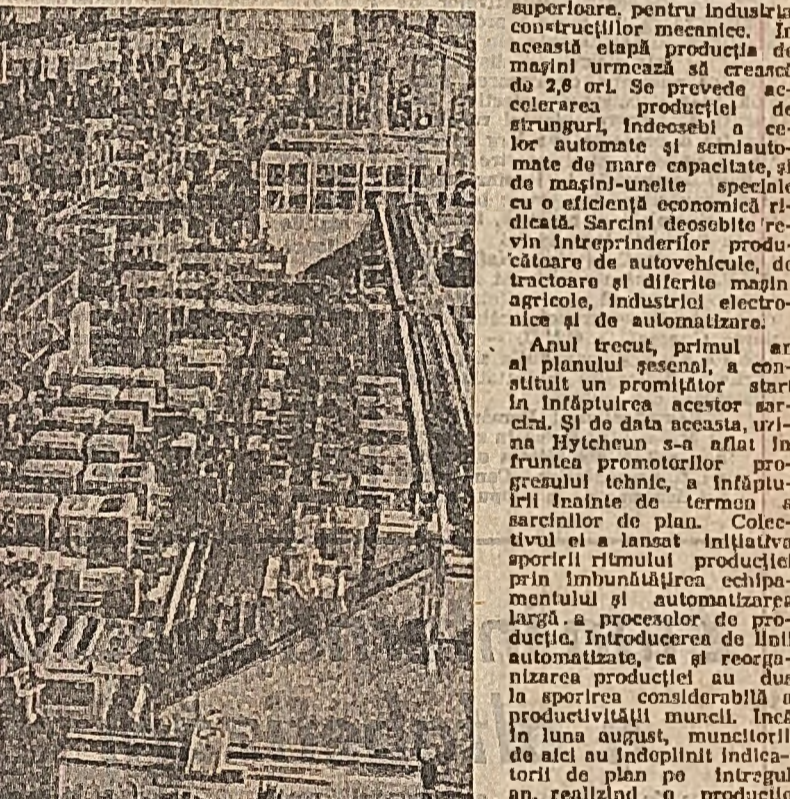 superioare, pentru industria
construcțiilor mecanice. În
această etapă producția de
mașini urmează să crească
de 2,6 ori. Se prevede ac-
celerarea producției de
strunguri, îndeosebi a ce-
lor automate și semiauto-
mate de mare capacitate, și
de mașini-unelte speciale
cu o eficiență economică ri-
dicată. Sarcini deosebite re-
vin întreprinderilor produ-
cătoare de autovehicule, de
tractoare și diferite mașini
agricole, industriei electro-
nice și de automatizare.
Anul trecut, primul an
al planului șesenal, a con-
stituit un promițător start
în înfăptuirea acestor sar-
cini. Și de data aceasta, uzi-
na Hytcheun s-a aflat în
fruntea promotorilor pro-
gresului tehnic, a înfăptu-
irii înainte de termen a
sarcinilor de plan. Colec-
tivul ei a lansat inițiativa
sporirii ritmului producției
prin îmbunătățirea echipa-
mentului și automatizarea
largă a proceselor de pro-
ducție. Introducerea de linii
automatizate, ca și reorga-
nizarea producției au dus
la sporirea considerabilă a
productivității muncii. Încă
în luna august, muncitorii
de aici au îndeplinit indica-
torii de plan pe întregul
an, realizînd o producție